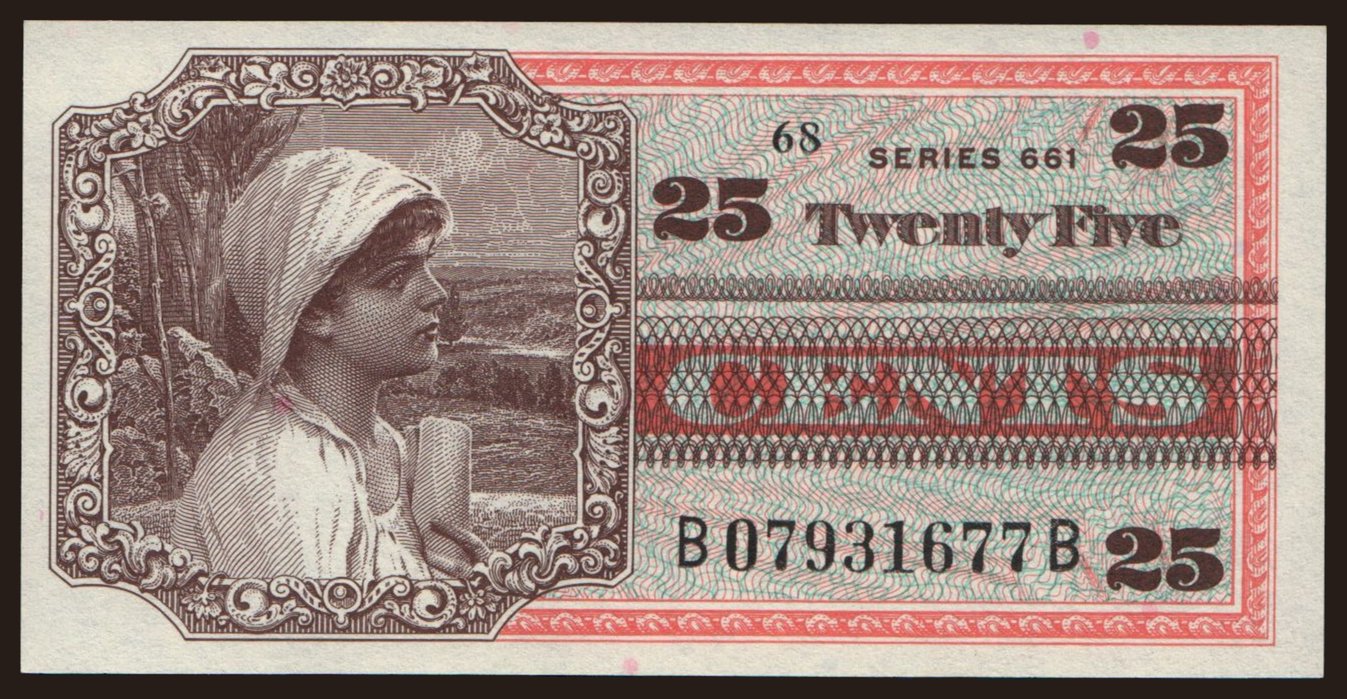 68 SERIES 661 25
25 Twenty Five
CENTS
B07931677B 25